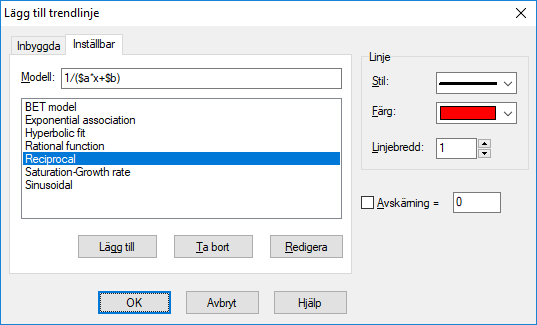 Lägg till trendlinje
Inbyggda
Inställbar
Modell:
1/($a*x+$b)
BET model
Exponential association
Hyperbolic fit
Rational function
Reciprocal
Saturation-Growth rate
Sinusoidal
Lägg till
Ta bort
Redigera
Linje
Stil:
Färg:
Linjebredd:
1
Avskärning =
0
OK
Avbryt
Hjälp